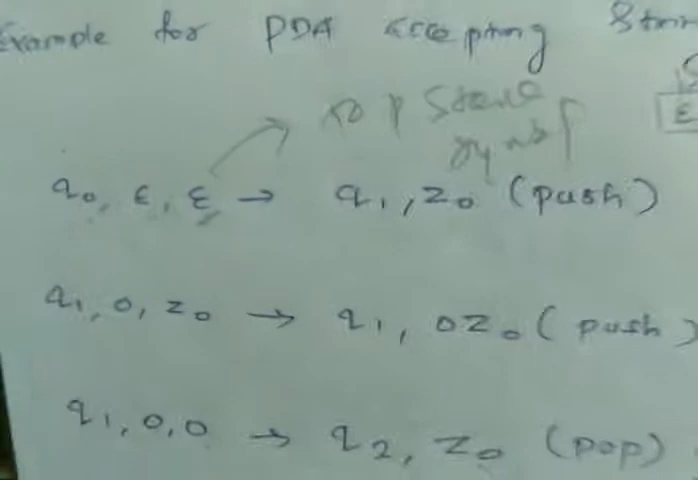 Example for PDA accepting Strin
top Stack
symbol
ε
q₀, ε, ε → q₁, z₀ (push)
q₁, 0, z₀ → q₁, 0z₀ (push)
q₁, 0, 0 → q₂, z₀ (pop)